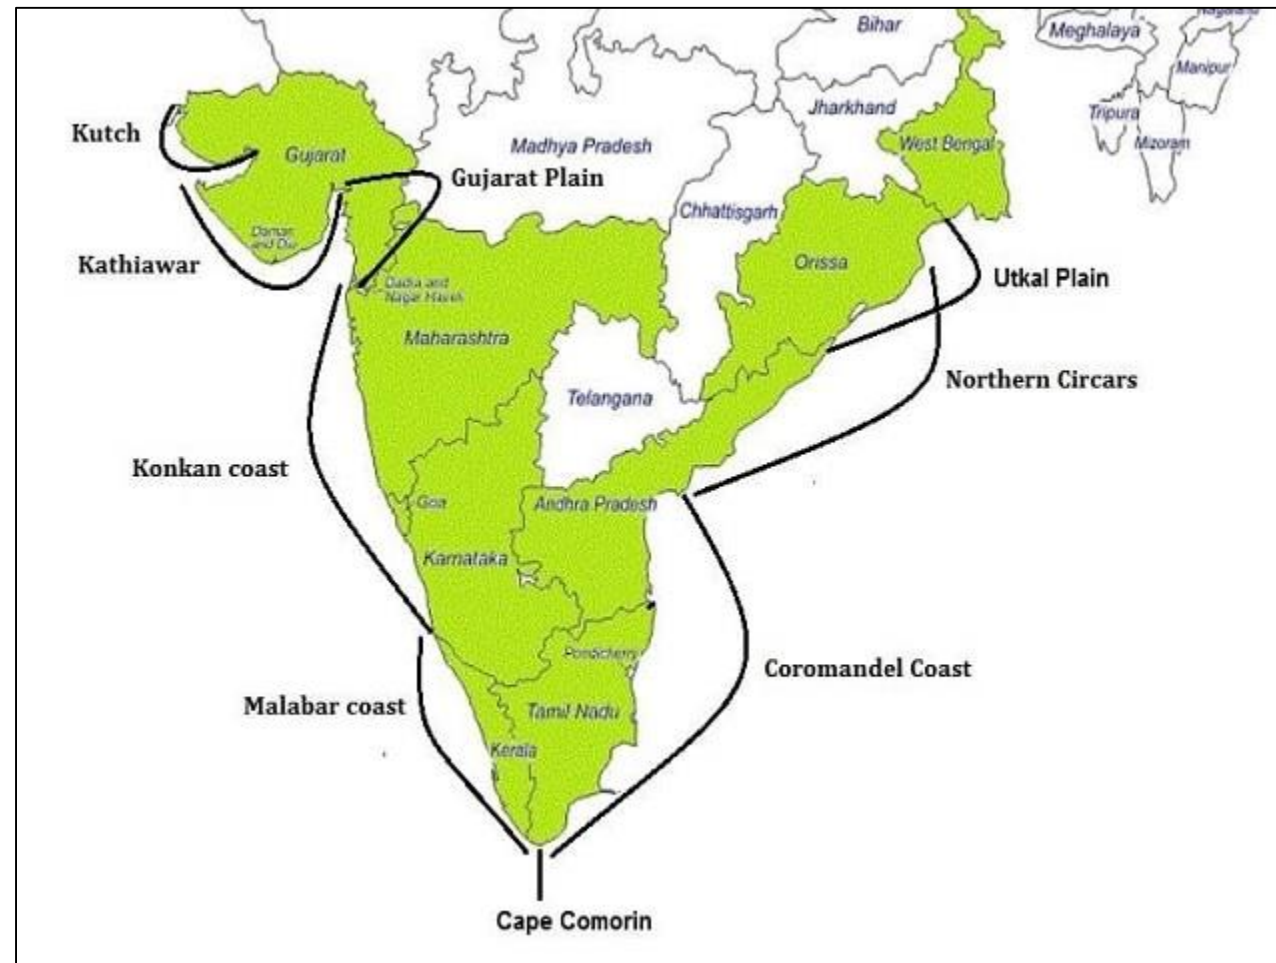 Bihar
Meghalaya
Nagaland
Manipur
Jharkhand
Tripura
Kutch
Gujarat
Madhya Pradesh
West Bengal
Mizoram
Gujarat Plain
Chhattisgarh
Daman
and Diu
Kathiawar
Orissa
Utkal Plain
Dadra and
Nagar Haveli
Maharashtra
Northern Circars
Telangana
Konkan coast
Goa
Andhra Pradesh
Karnataka
Pondicherry
Coromandel Coast
Malabar coast
Tamil Nadu
Kerala
Cape Comorin